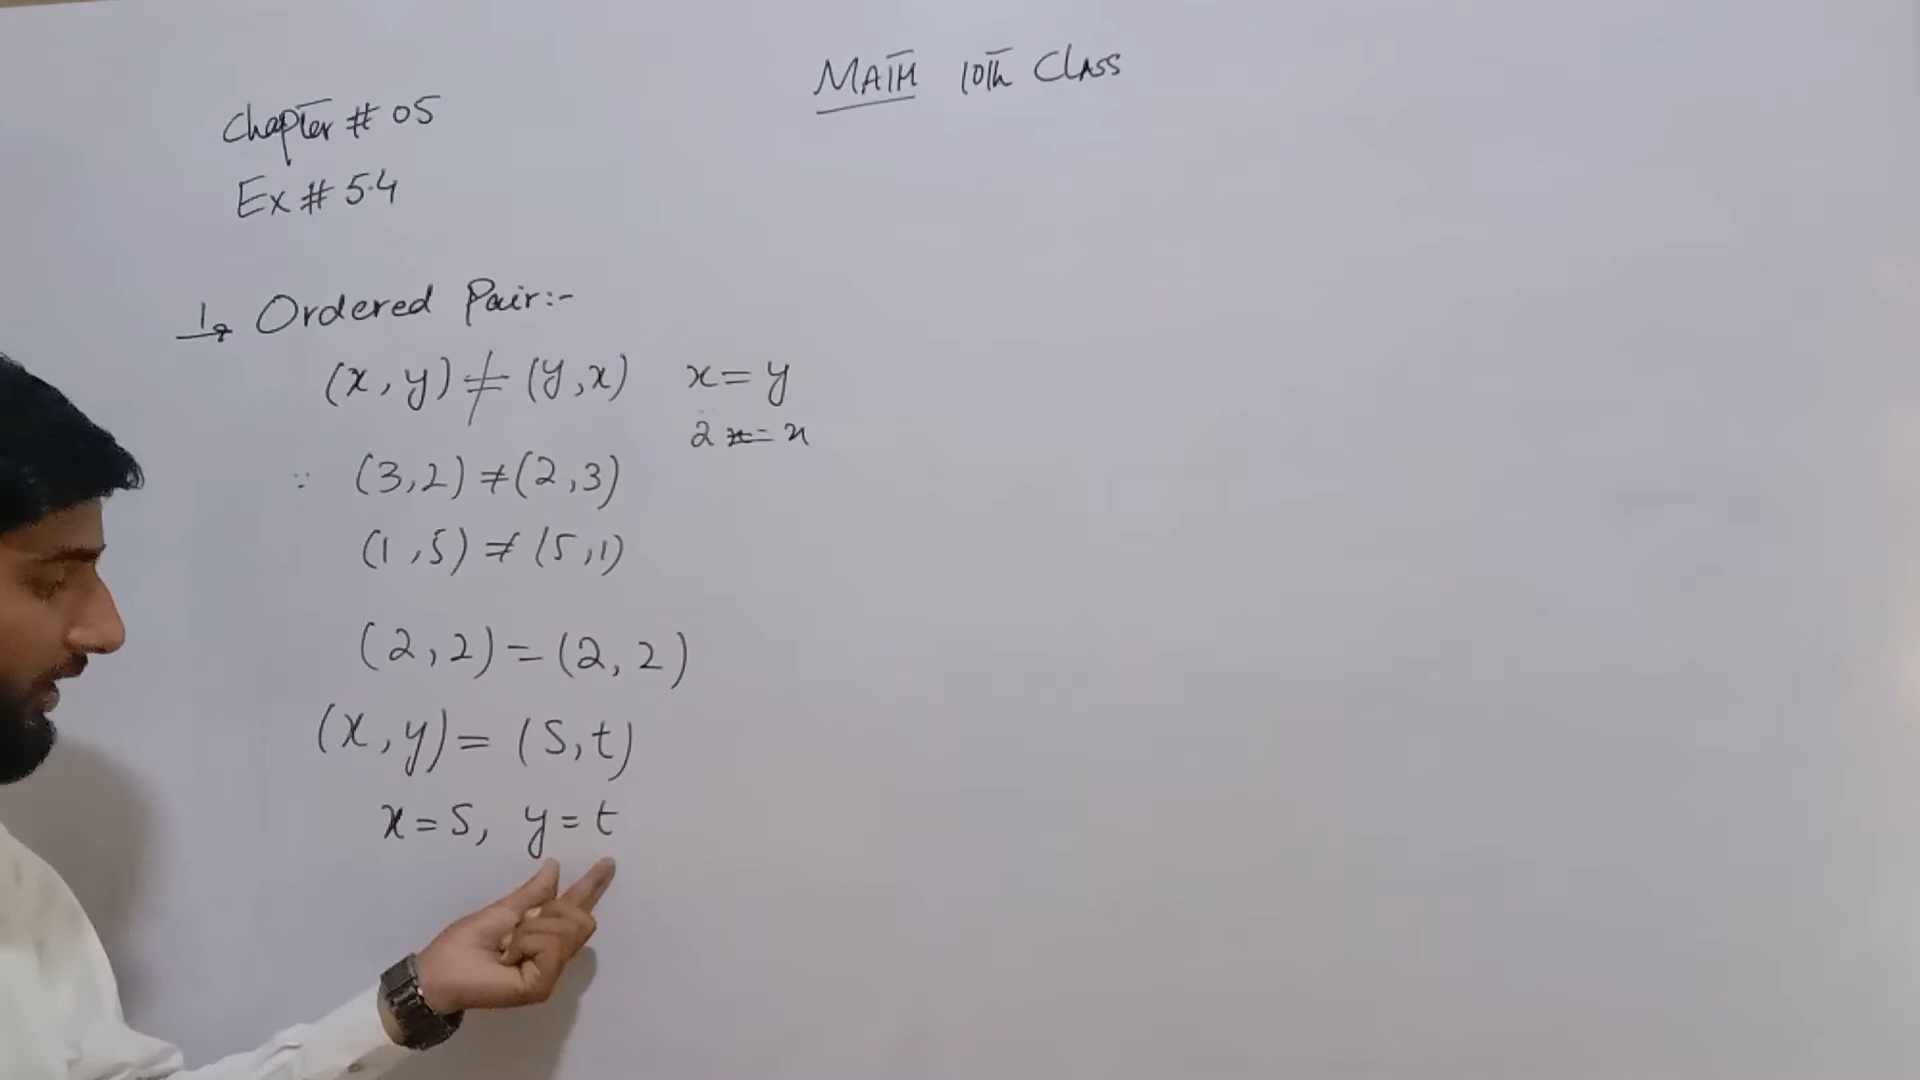 MATH 10th Class
Chapter # 05
Ex # 5.4
1, Ordered Pair:-
(x, y) ≠ (y, x) x = y
2 = x
∵ (3,2) ≠ (2,3)
(1,5) ≠ (5,1)
(2,2) = (2,2)
(x, y) = (S, t)
x = S, y = t